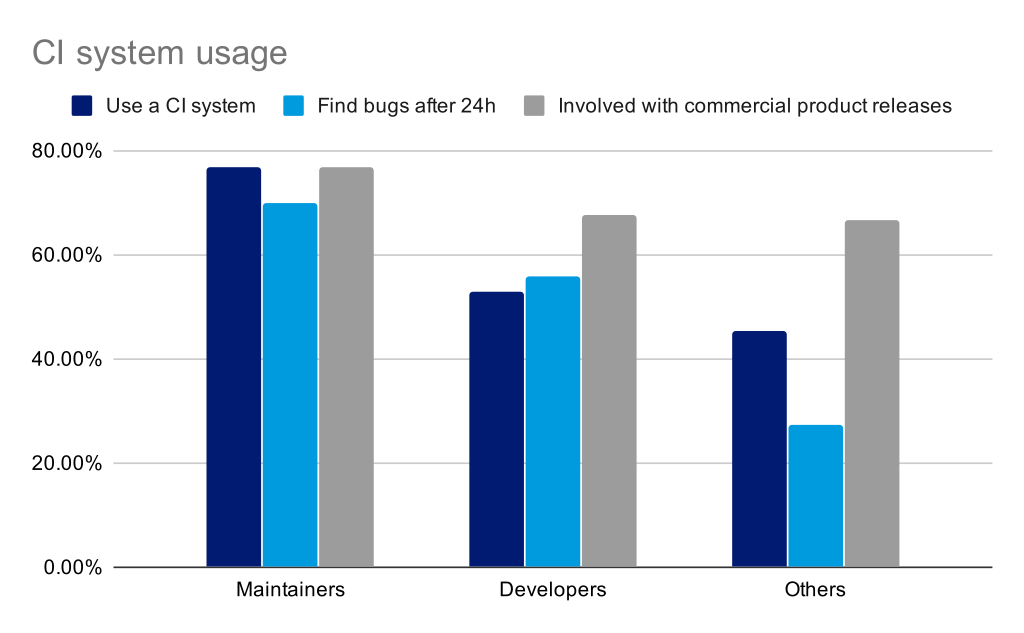 CI system usage
Use a CI system Find bugs after 24h Involved with commercial product releases
80.00%
60.00%
40.00%
20.00%
0.00%
Maintainers Developers Others